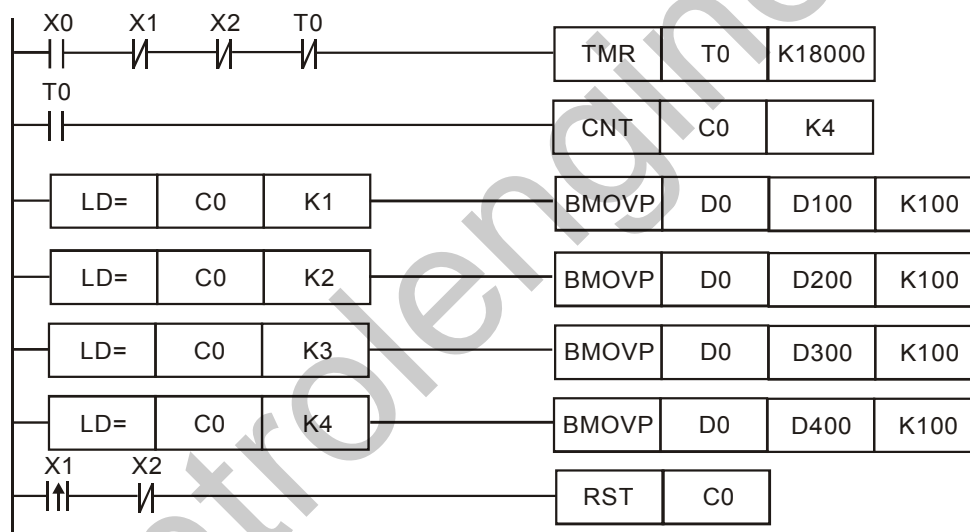 X0 X1 X2 T0
TMR T0 K18000
T0
CNT C0 K4
LD= C0 K1 BMOVP D0 D100 K100
LD= C0 K2 BMOVP D0 D200 K100
LD= C0 K3 BMOVP D0 D300 K100
LD= C0 K4 BMOVP D0 D400 K100
X1 X2
RST C0
trolengine